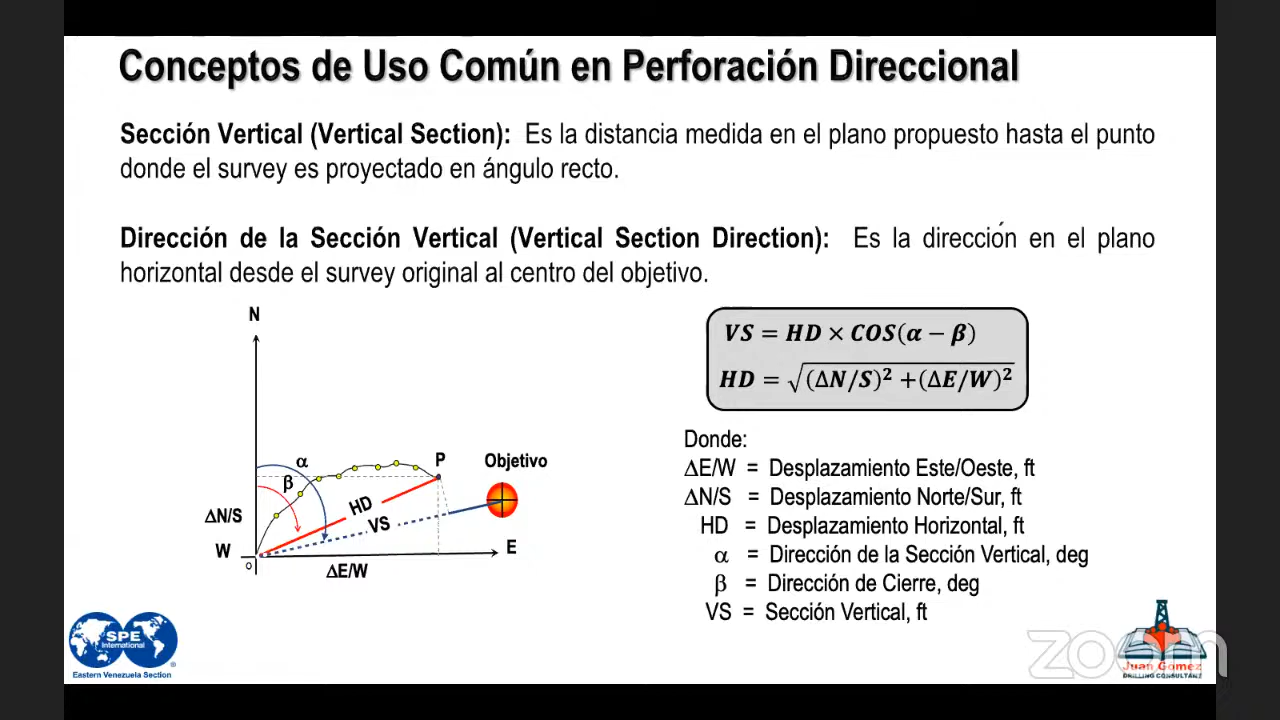 Conceptos de Uso Común en Perforación Direccional
Sección Vertical (Vertical Section): Es la distancia medida en el plano propuesto hasta el punto
donde el survey es proyectado en ángulo recto.
Dirección de la Sección Vertical (Vertical Section Direction): Es la dirección en el plano
horizontal desde el survey original al centro del objetivo.
N
α
β
P
Objetivo
HD
VS
ΔN/S
W
O
E
ΔE/W
VS = HD × COS(α − β)
HD = √(ΔN/S)² +(ΔE/W)²
Donde:
ΔE/W = Desplazamiento Este/Oeste, ft
ΔN/S = Desplazamiento Norte/Sur, ft
HD = Desplazamiento Horizontal, ft
α = Dirección de la Sección Vertical, deg
β = Dirección de Cierre, deg
VS = Sección Vertical, ft
SPE
International
Eastern Venezuela Section
zoom
Juan Gomez
DRILLING CONSULTANT